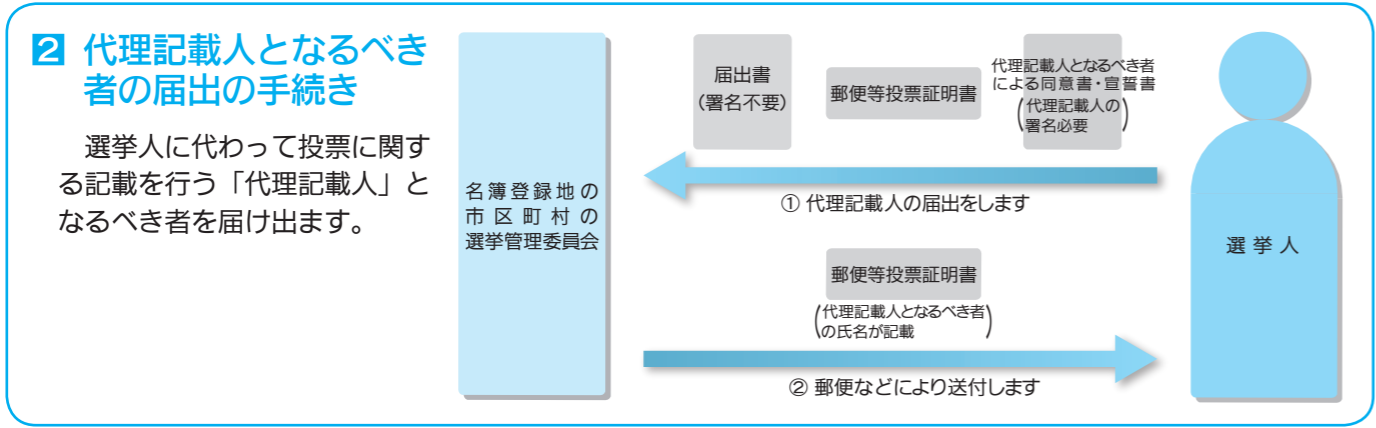 2 代理記載人となるべき
者の届出の手続き
選挙人に代わって投票に関す
る記載を行う「代理記載人」と
なるべき者を届け出ます。
名簿登録地の
市区町村の
選挙管理委員会
届出書
(署名不要)
郵便等投票証明書
代理記載人となるべき者
による同意書・宣誓書
(代理記載人の
署名必要)
① 代理記載人の届出をします
郵便等投票証明書
(代理記載人となるべき者
の氏名が記載)
② 郵便などにより送付します
選挙人